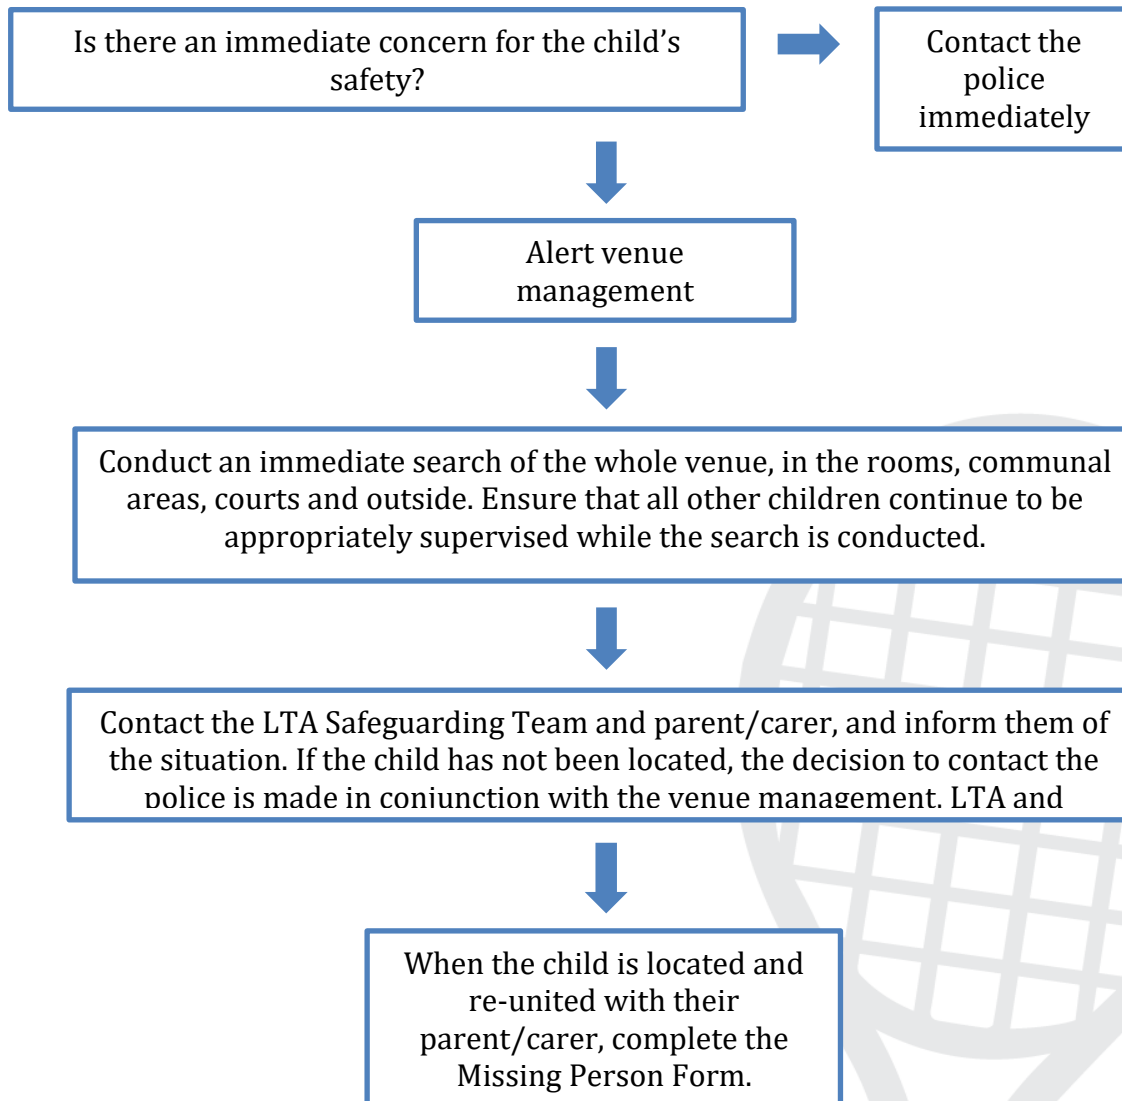 Is there an immediate concern for the child’s
safety?
Contact the
police
immediately
Alert venue
management
Conduct an immediate search of the whole venue, in the rooms, communal
areas, courts and outside. Ensure that all other children continue to be
appropriately supervised while the search is conducted.
Contact the LTA Safeguarding Team and parent/carer, and inform them of
the situation. If the child has not been located, the decision to contact the
police is made in conjunction with the venue management, LTA and
When the child is located and
re-united with their
parent/carer, complete the
Missing Person Form.